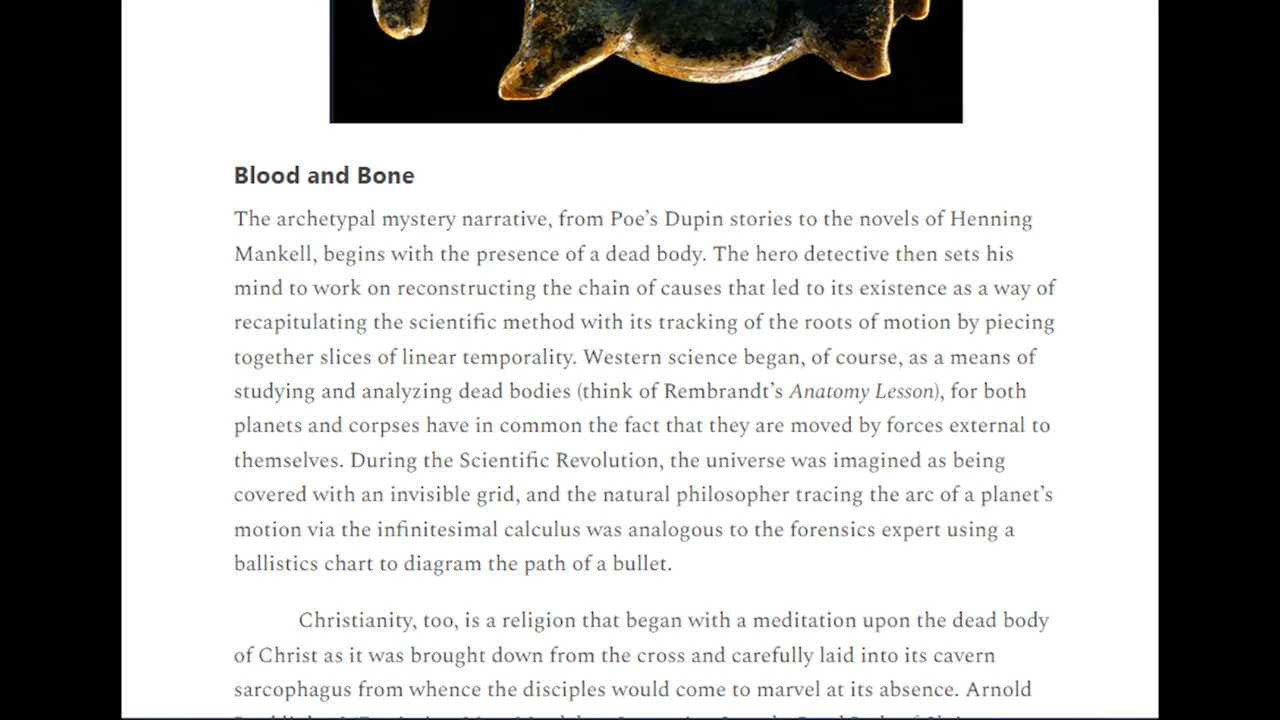 Blood and Bone
The archetypal mystery narrative, from Poe’s Dupin stories to the novels of Henning
Mankell, begins with the presence of a dead body. The hero detective then sets his
mind to work on reconstructing the chain of causes that led to its existence as a way of
recapitulating the scientific method with its tracking of the roots of motion by piecing
together slices of linear temporality. Western science began, of course, as a means of
studying and analyzing dead bodies (think of Rembrandt’s Anatomy Lesson), for both
planets and corpses have in common the fact that they are moved by forces external to
themselves. During the Scientific Revolution, the universe was imagined as being
covered with an invisible grid, and the natural philosopher tracing the arc of a planet’s
motion via the infinitesimal calculus was analogous to the forensics expert using a
ballistics chart to diagram the path of a bullet.
Christianity, too, is a religion that began with a meditation upon the dead body
of Christ as it was brought down from the cross and carefully laid into its cavern
sarcophagus from whence the disciples would come to marvel at its absence. Arnold